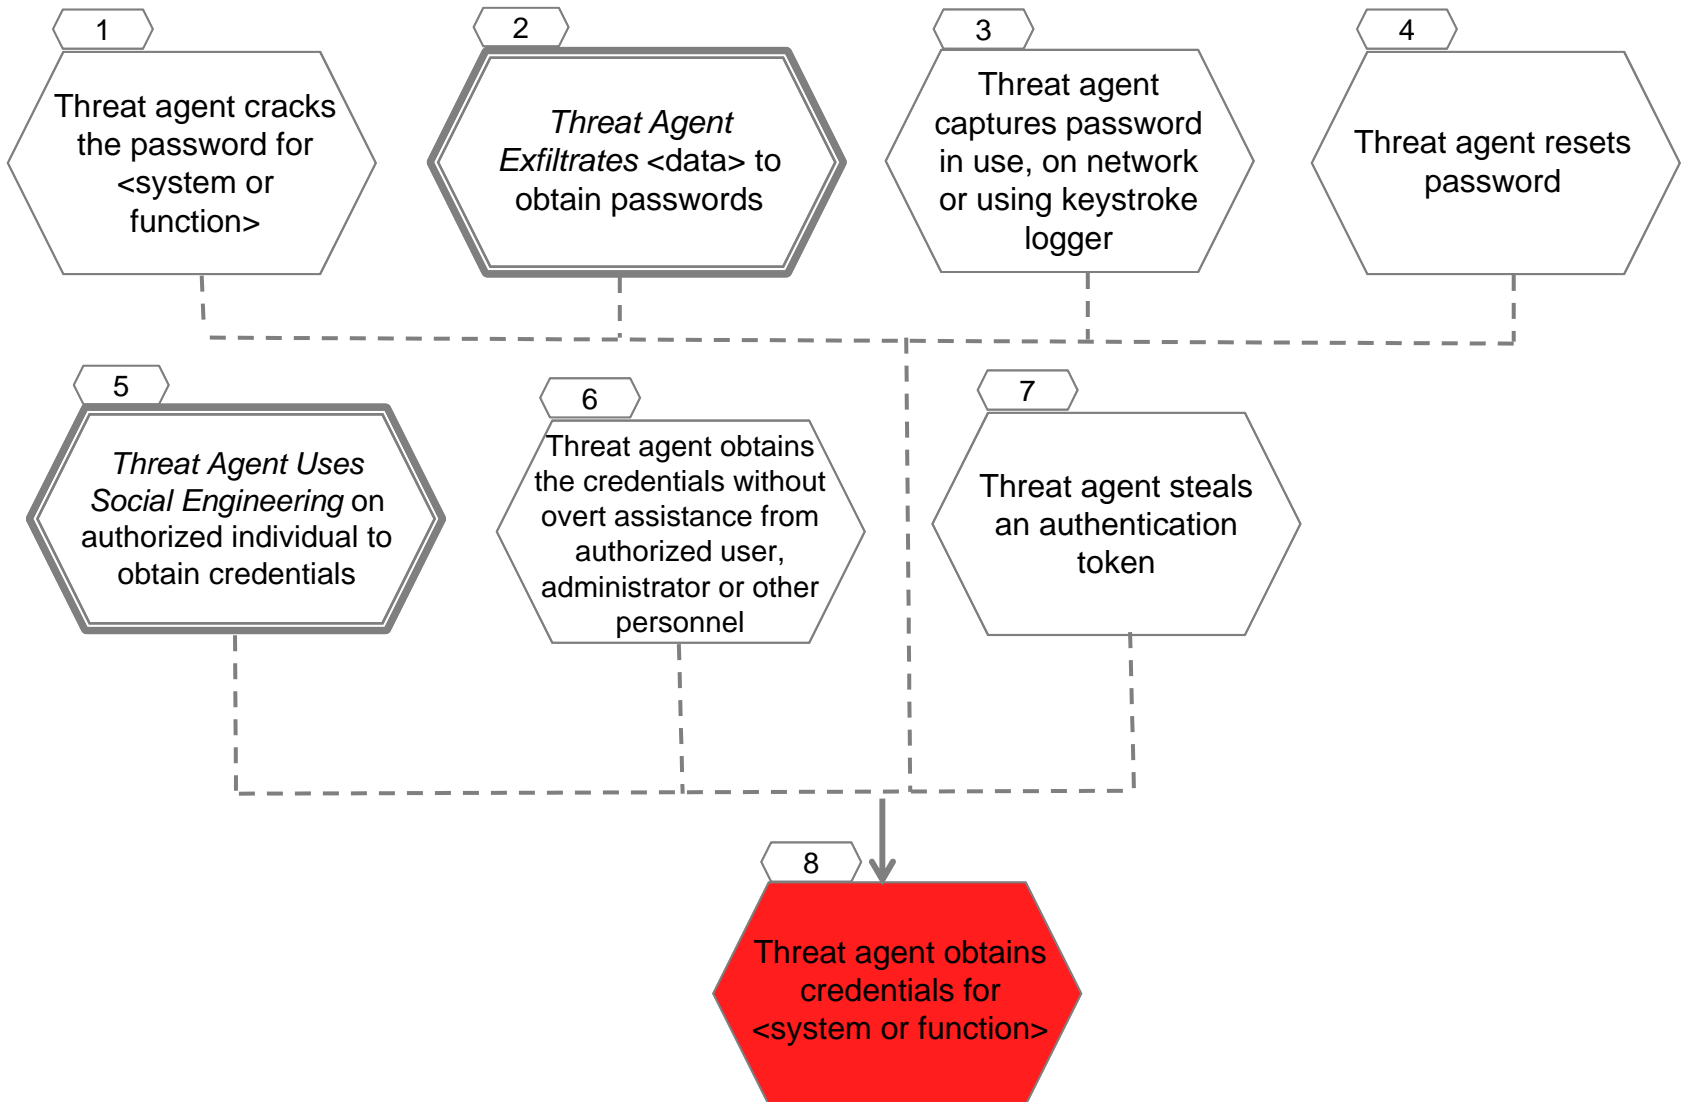 1
Threat agent cracks
the password for
<system or
function>
2
Threat Agent
Exfiltrates <data> to
obtain passwords
3
Threat agent
captures password
in use, on network
or using keystroke
logger
4
Threat agent resets
password
5
Threat Agent Uses
Social Engineering on
authorized individual to
obtain credentials
6
Threat agent obtains
the credentials without
overt assistance from
authorized user,
administrator or other
personnel
7
Threat agent steals
an authentication
token
8
Threat agent obtains
credentials for
<system or function>